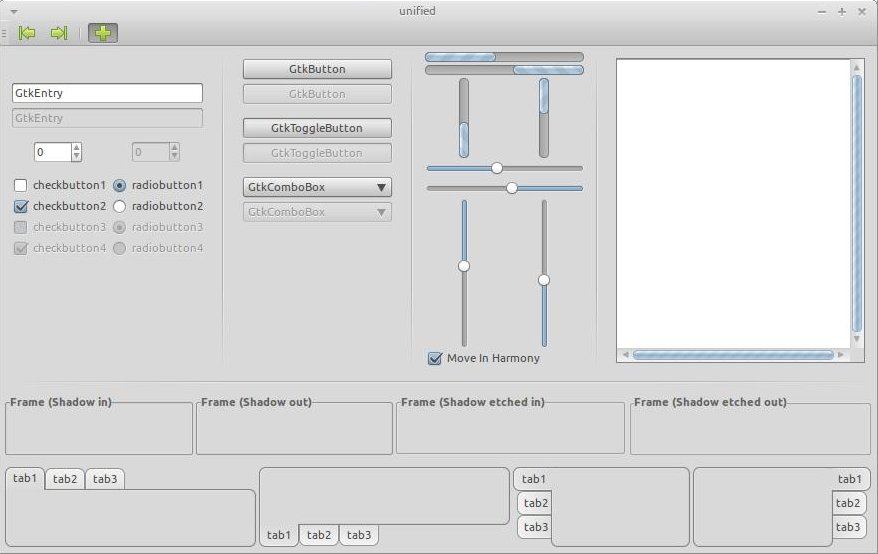 unified
GtkEntry
GtkEntry
0
0
checkbutton1
radiobutton1
checkbutton2
radiobutton2
checkbutton3
radiobutton3
checkbutton4
radiobutton4
GtkButton
GtkButton
GtkToggleButton
GtkToggleButton
GtkComboBox
GtkComboBox
Move In Harmony
Frame (Shadow in)
Frame (Shadow out)
Frame (Shadow etched in)
Frame (Shadow etched out)
tab1 tab2 tab3
tab1 tab2 tab3
tab1
tab2
tab3
tab1
tab2
tab3